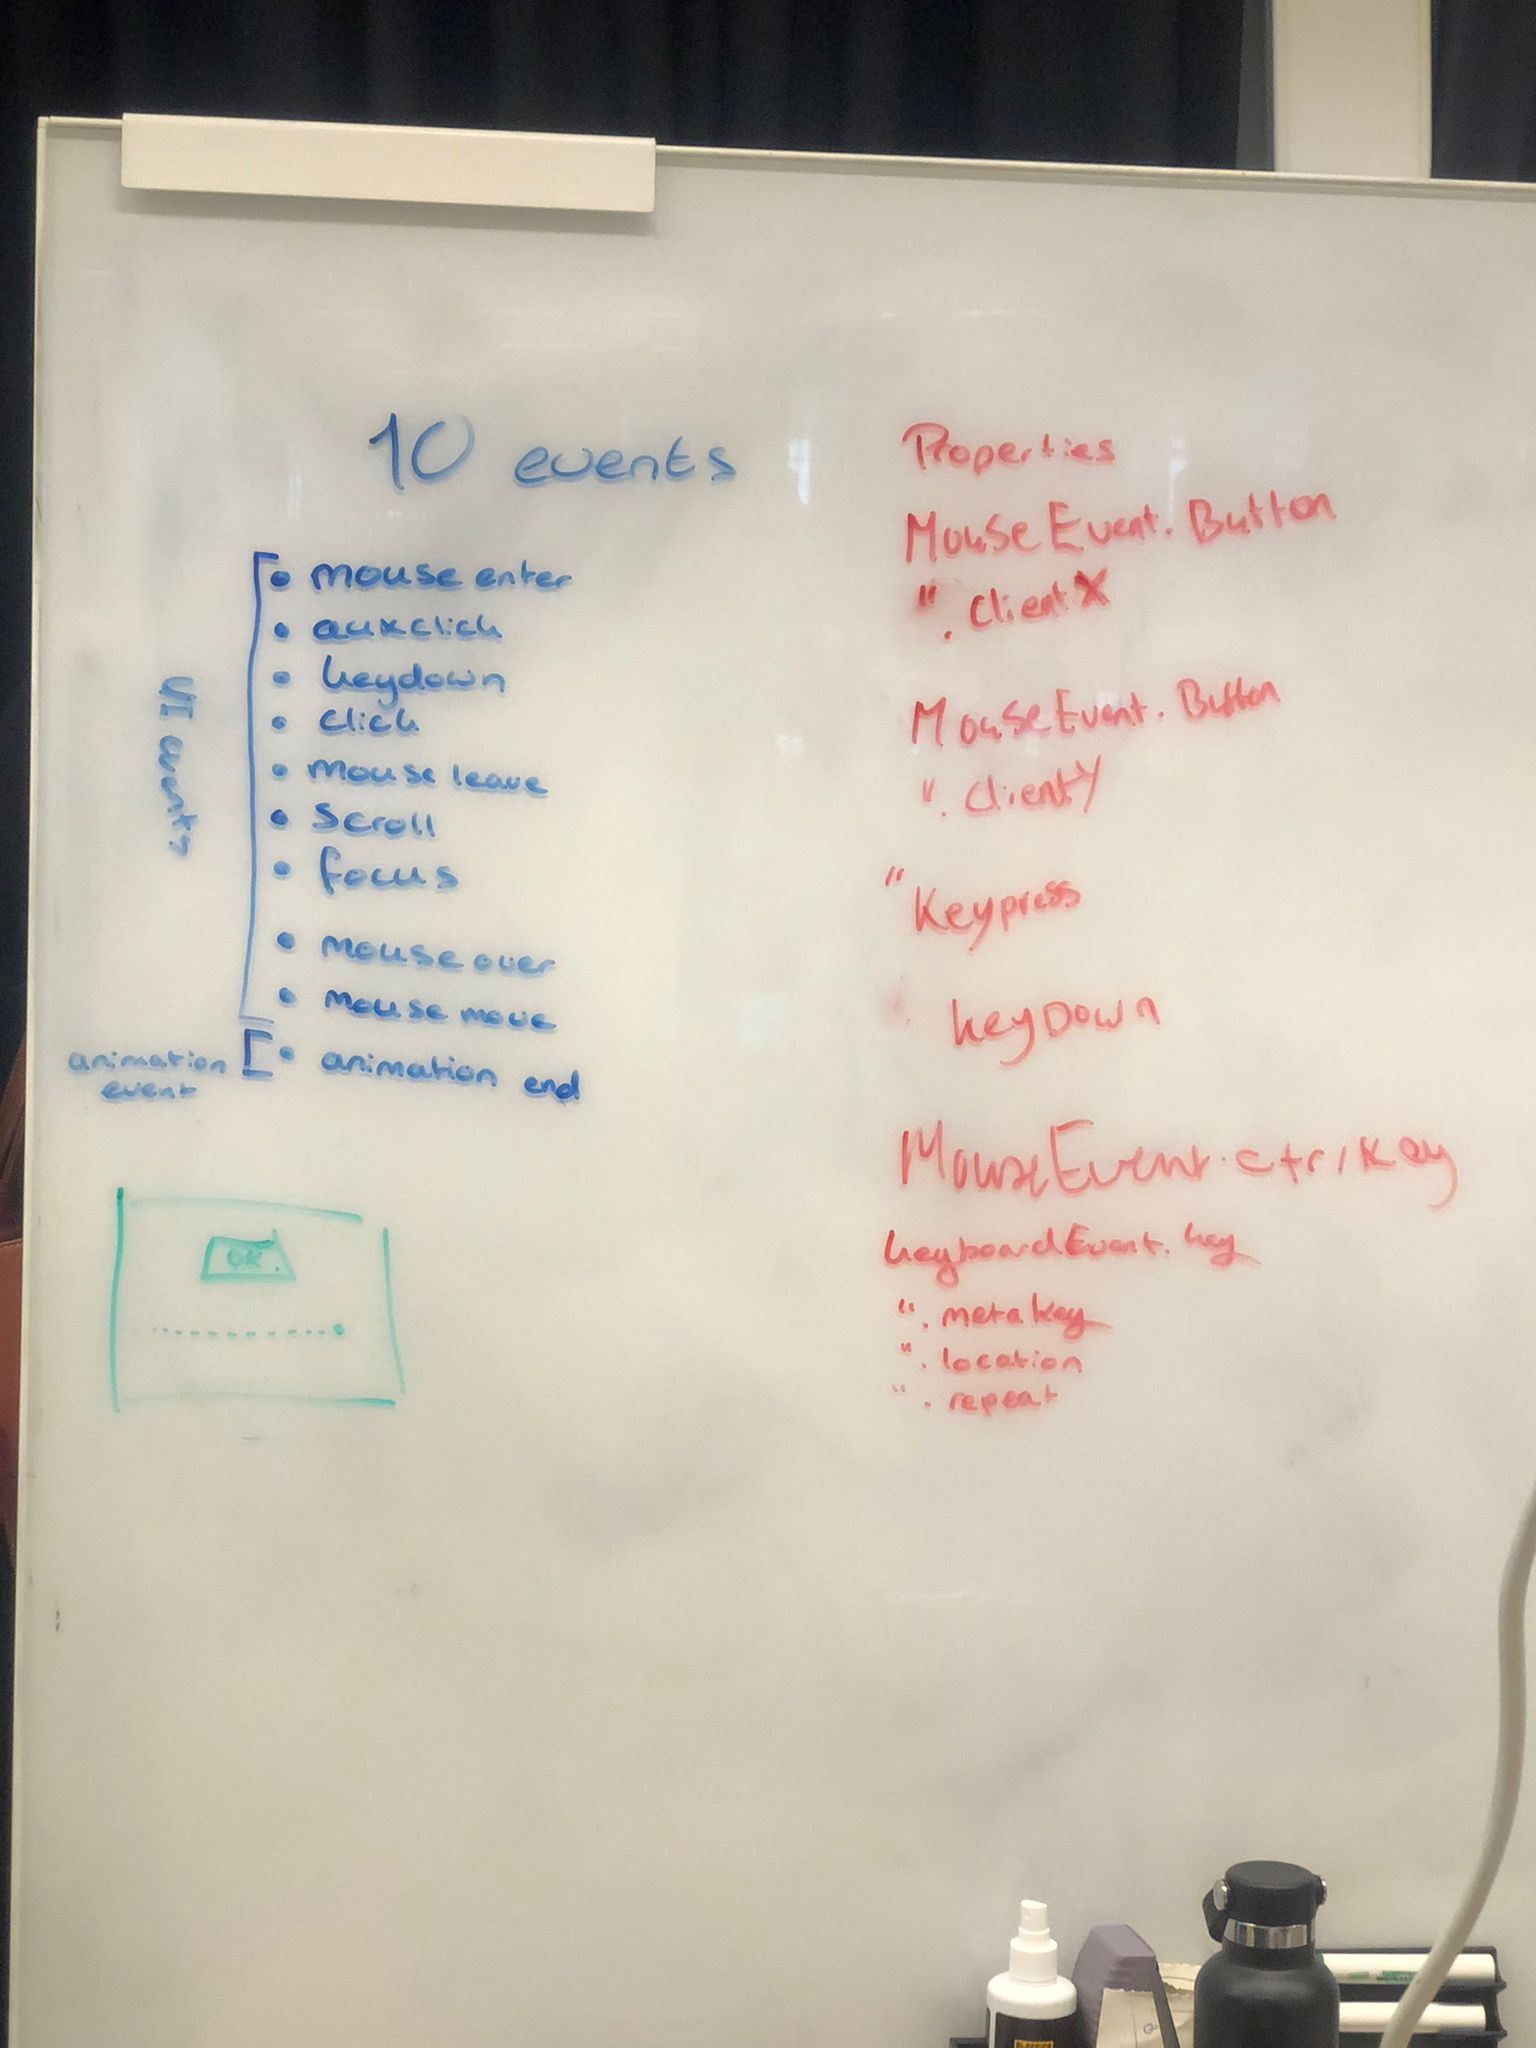 10 events
UI events
• mouse enter
• auxclick
• keydown
• click
• mouse leave
• scroll
• focus
• mouse over
• mouse move
animation
event
• animation end
OK
Properties
MouseEvent.Button
".ClientX
MouseEvent.Button
".ClientY
"Keypress
keyDown
MouseEvent.ctrlKey
keyboardEvent.key
".metakey
".location
".repeat